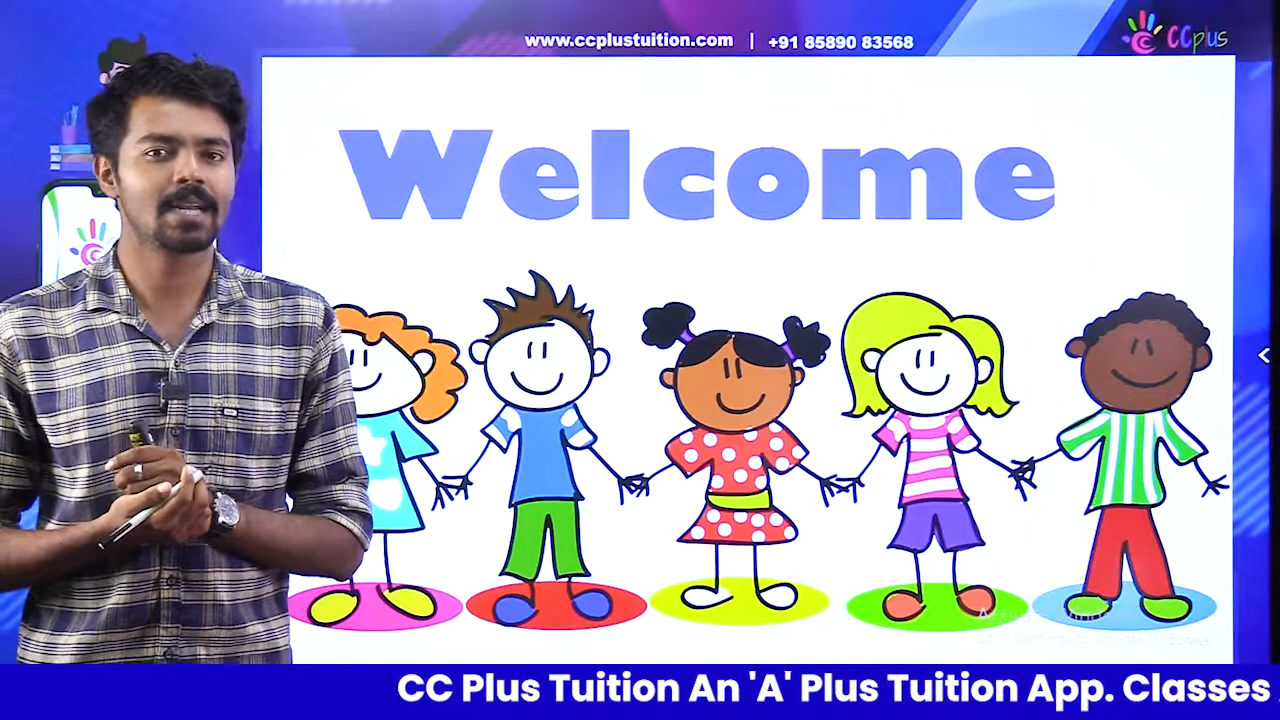 www.ccplustuition.com | +91 85890 83568
CCplus
Welcome
CC Plus Tuition An 'A' Plus Tuition App. Classes